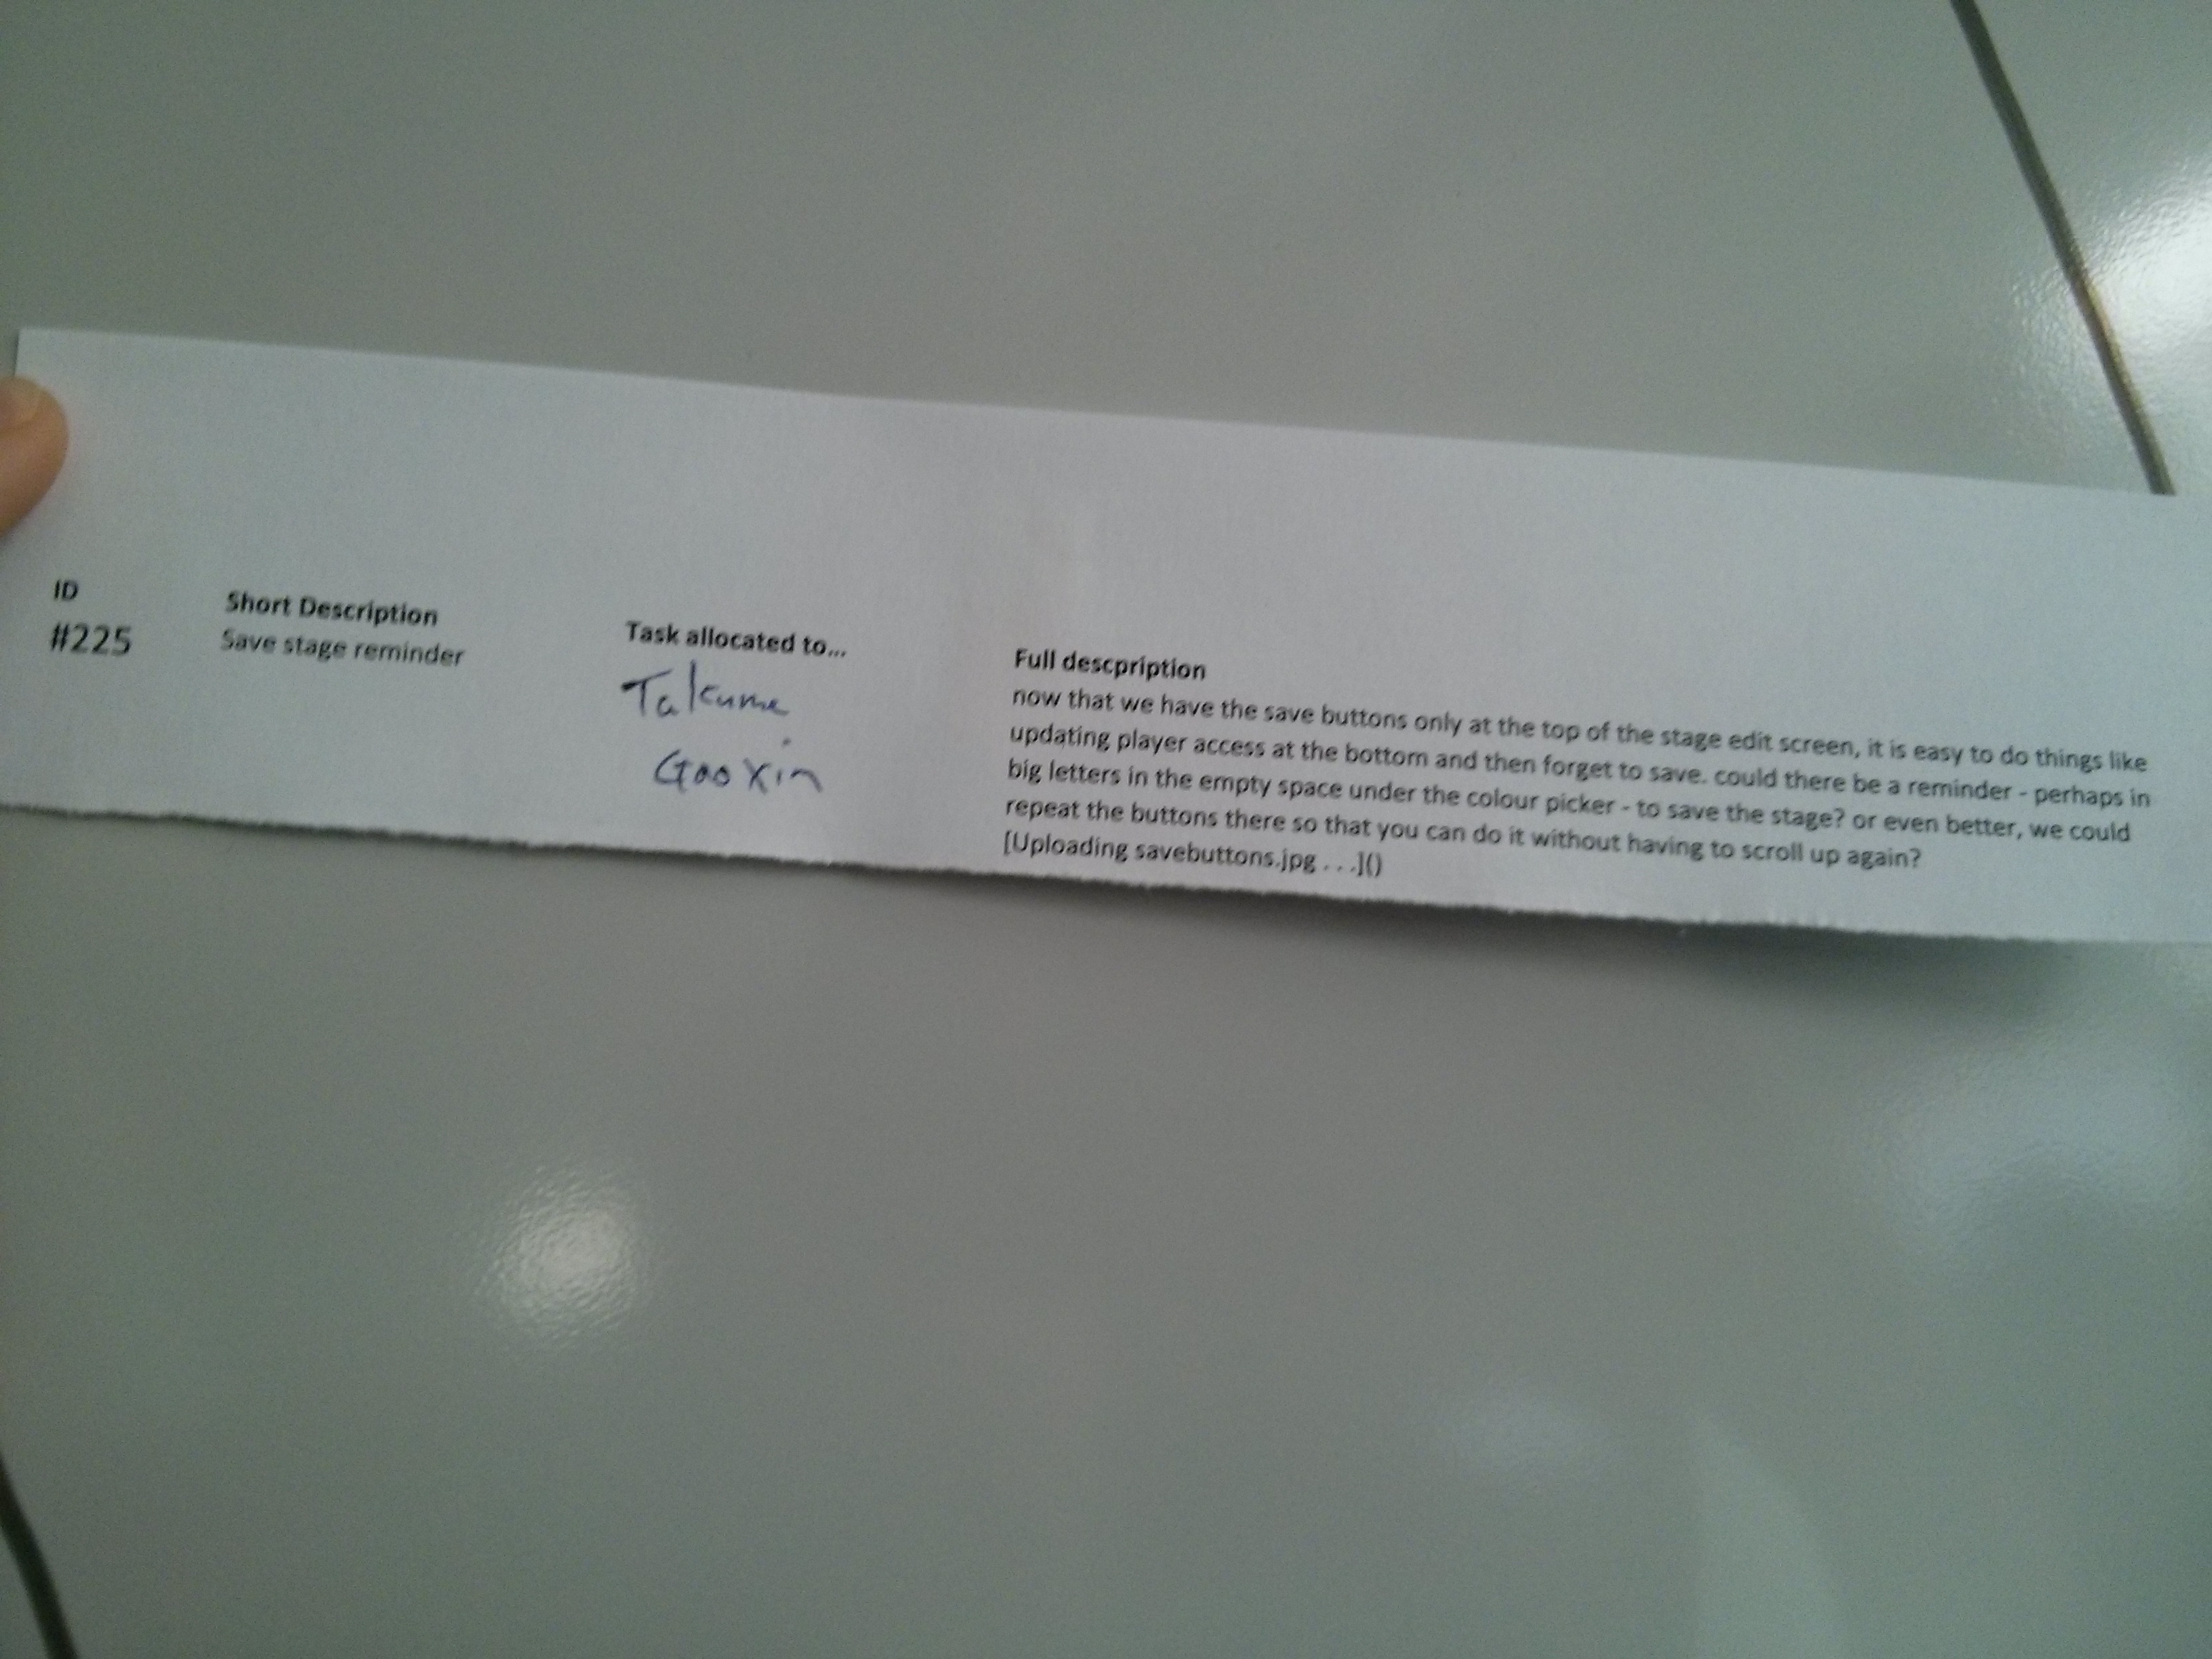 ID
#225
Short Description
Save stage reminder
Task allocated to...
Takuma
Gao Xin
Full descpription
now that we have the save buttons only at the top of the stage edit screen, it is easy to do things like
updating player access at the bottom and then forget to save. could there be a reminder - perhaps in
big letters in the empty space under the colour picker - to save the stage? or even better, we could
repeat the buttons there so that you can do it without having to scroll up again?
[Uploading savebuttons.jpg . . .]()